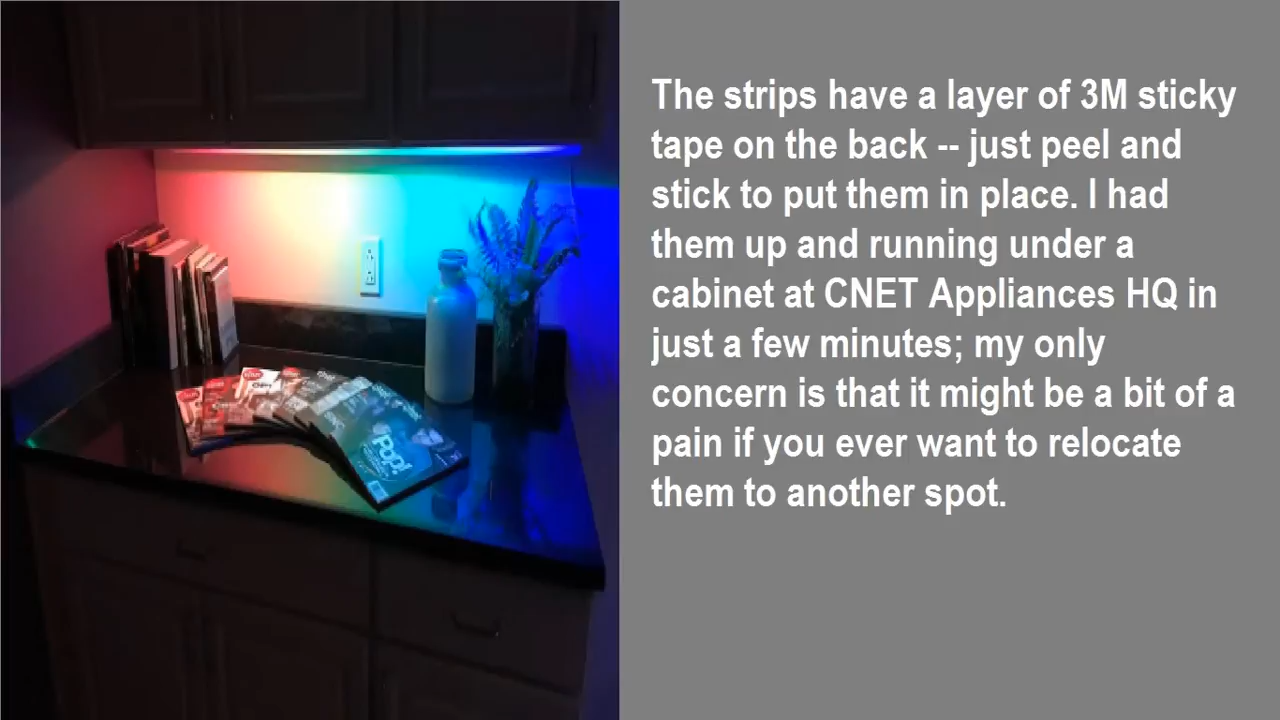 The strips have a layer of 3M sticky
tape on the back -- just peel and
stick to put them in place. I had
them up and running under a
cabinet at CNET Appliances HQ in
just a few minutes; my only
concern is that it might be a bit of a
pain if you ever want to relocate
them to another spot.
Pop!